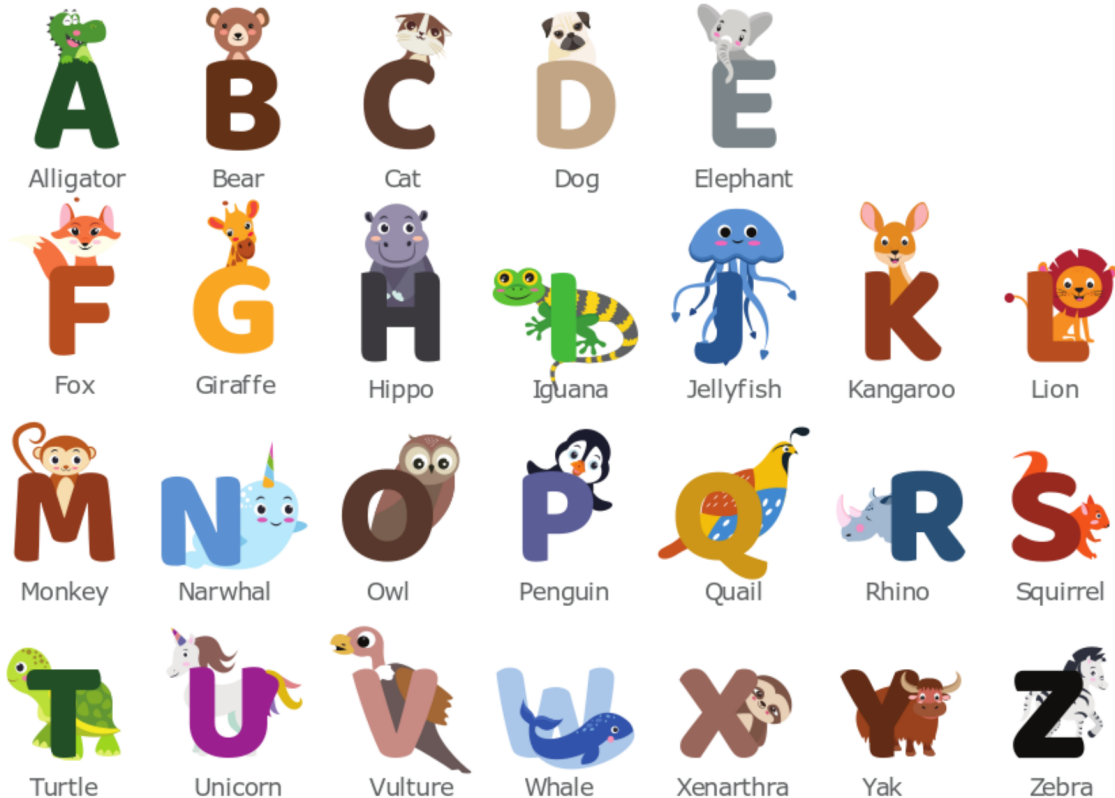 A B C D E
Alligator Bear Cat Dog Elephant
F G H I J K L
Fox Giraffe Hippo Iguana Jellyfish Kangaroo Lion
M N O P Q R S
Monkey Narwhal Owl Penguin Quail Rhino Squirrel
T U V W X Y Z
Turtle Unicorn Vulture Whale Xenarthra Yak Zebra